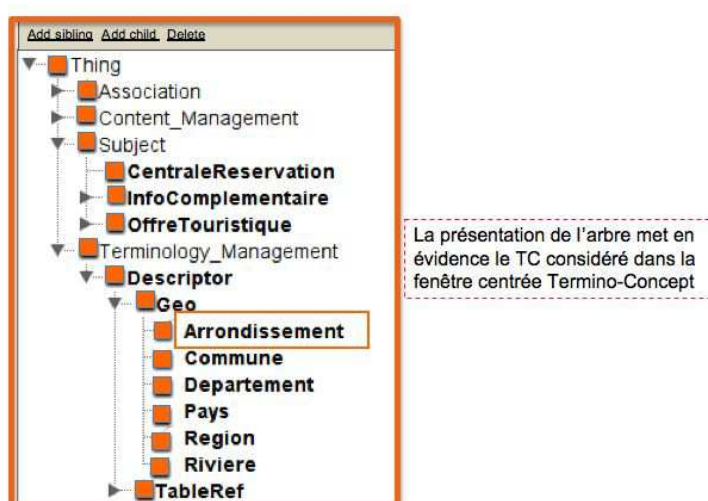 Add sibling Add child Delete
Thing
Association
Content_Management
Subject
CentraleReservation
InfoComplementaire
OffreTouristique
Terminology_Management
Descriptor
Geo
Arrondissement
Commune
Departement
Pays
Region
Riviere
TableRef
La présentation de l'arbre met en
évidence le TC considéré dans la
fenêtre centrée Termino-Concept